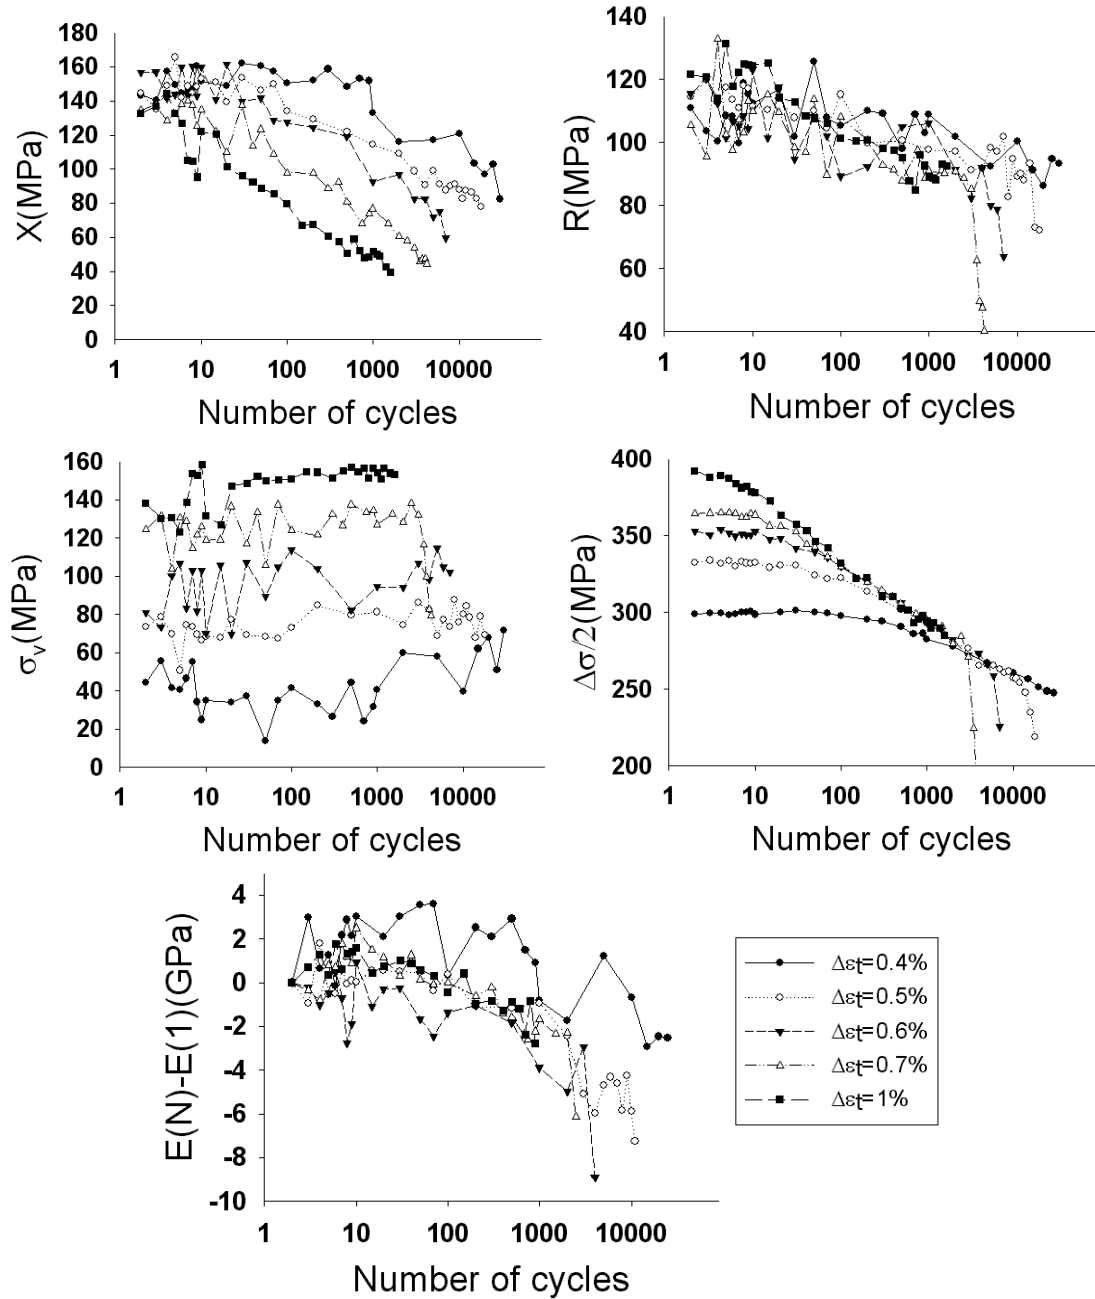 180
160
140
120
100
80
60
40
20
0
X(MPa)
1 10 100 1000 10000
Number of cycles
140
120
100
80
60
40
R(MPa)
1 10 100 1000 10000
Number of cycles
160
140
120
100
80
60
40
20
0
σv(MPa)
1 10 100 1000 10000
Number of cycles
400
350
300
250
200
Δσ/2(MPa)
1 10 100 1000 10000
Number of cycles
4
2
0
-2
-4
-6
-8
-10
E(N)-E(1)(GPa)
1 10 100 1000 10000
Number of cycles
Δεt=0.4%
Δεt=0.5%
Δεt=0.6%
Δεt=0.7%
Δεt=1%